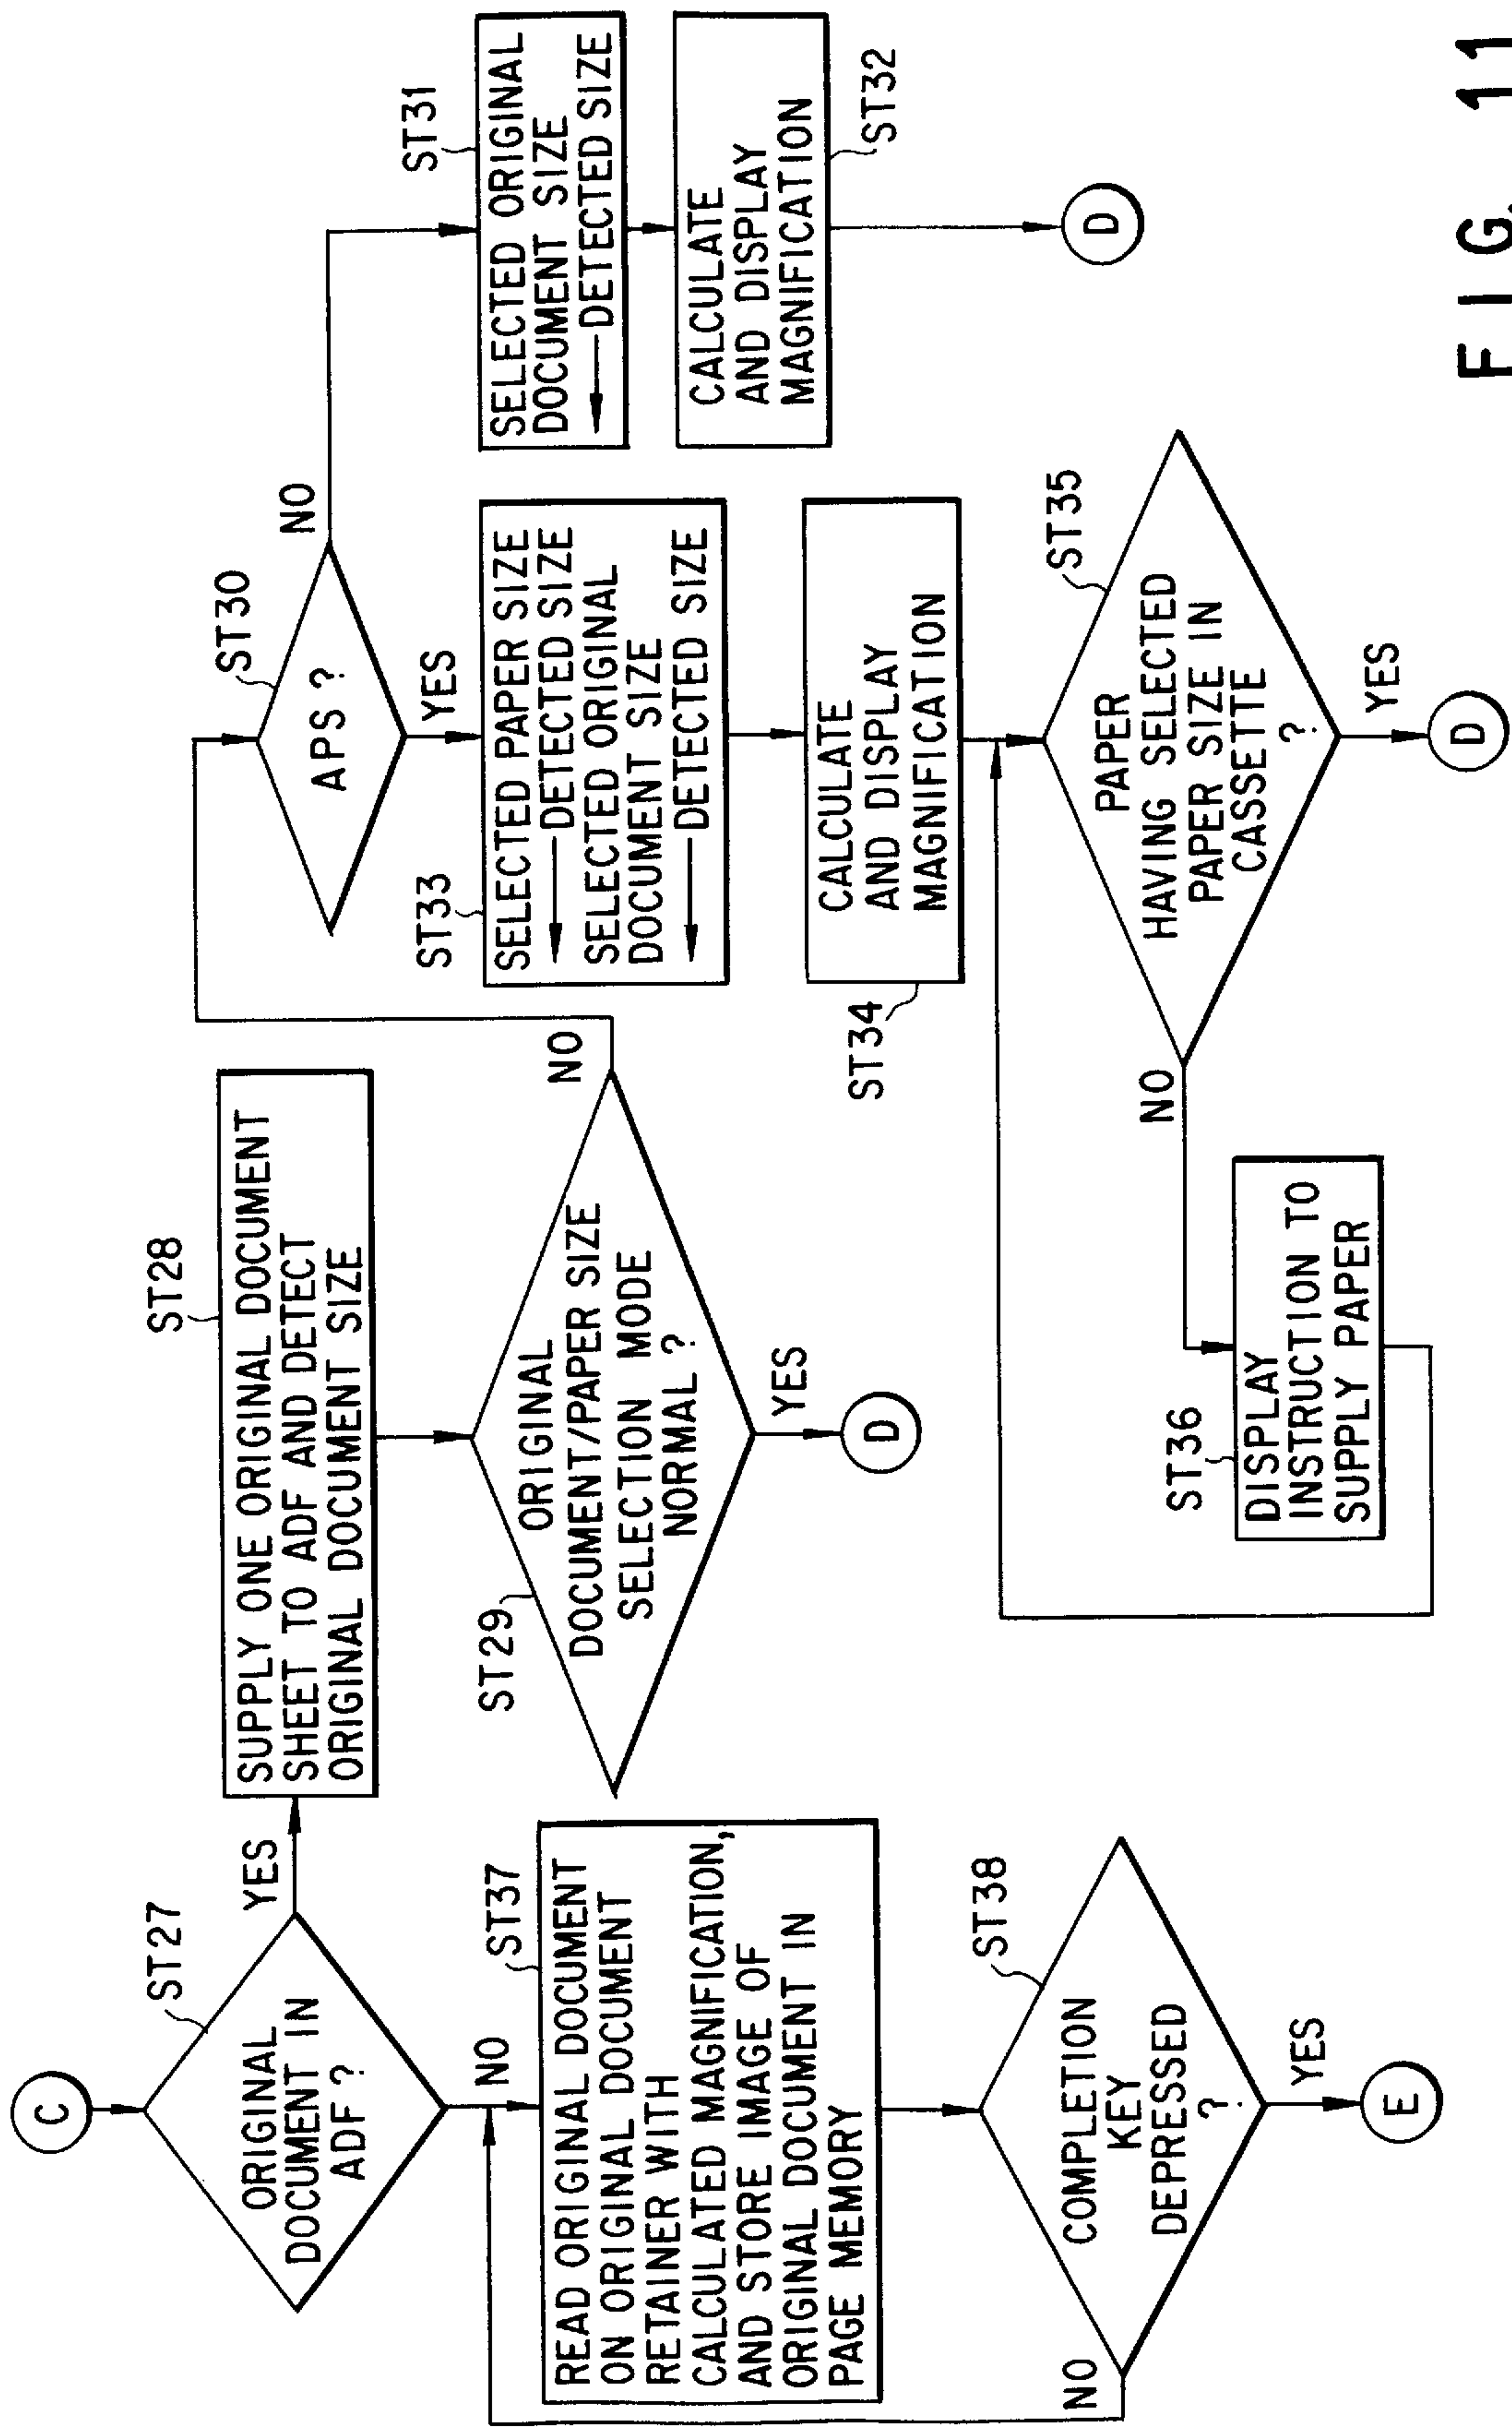 C
ST27
ORIGINAL
DOCUMENT IN
ADF ?
YES
NO
ST28
SUPPLY ONE ORIGINAL DOCUMENT
SHEET TO ADF AND DETECT
ORIGINAL DOCUMENT SIZE
ST29
ORIGINAL
DOCUMENT/PAPER SIZE
SELECTION MODE
NORMAL ?
NO
YES
D
ST30
APS ?
NO
YES
ST31
SELECTED ORIGINAL
DOCUMENT SIZE
← DETECTED SIZE
ST32
CALCULATE
AND DISPLAY
MAGNIFICATION
D
ST33
SELECTED PAPER SIZE
← DETECTED SIZE
SELECTED ORIGINAL
DOCUMENT SIZE
← DETECTED SIZE
ST34
CALCULATE
AND DISPLAY
MAGNIFICATION
ST35
PAPER
HAVING SELECTED
PAPER SIZE IN
CASSETTE
?
NO
YES
D
ST36
DISPLAY
INSTRUCTION TO
SUPPLY PAPER
ST37
READ ORIGINAL DOCUMENT
ON ORIGINAL DOCUMENT
RETAINER WITH
CALCULATED MAGNIFICATION,
AND STORE IMAGE OF
ORIGINAL DOCUMENT IN
PAGE MEMORY
ST38
COMPLETION
KEY
DEPRESSED
?
NO
YES
E
FIG. 11